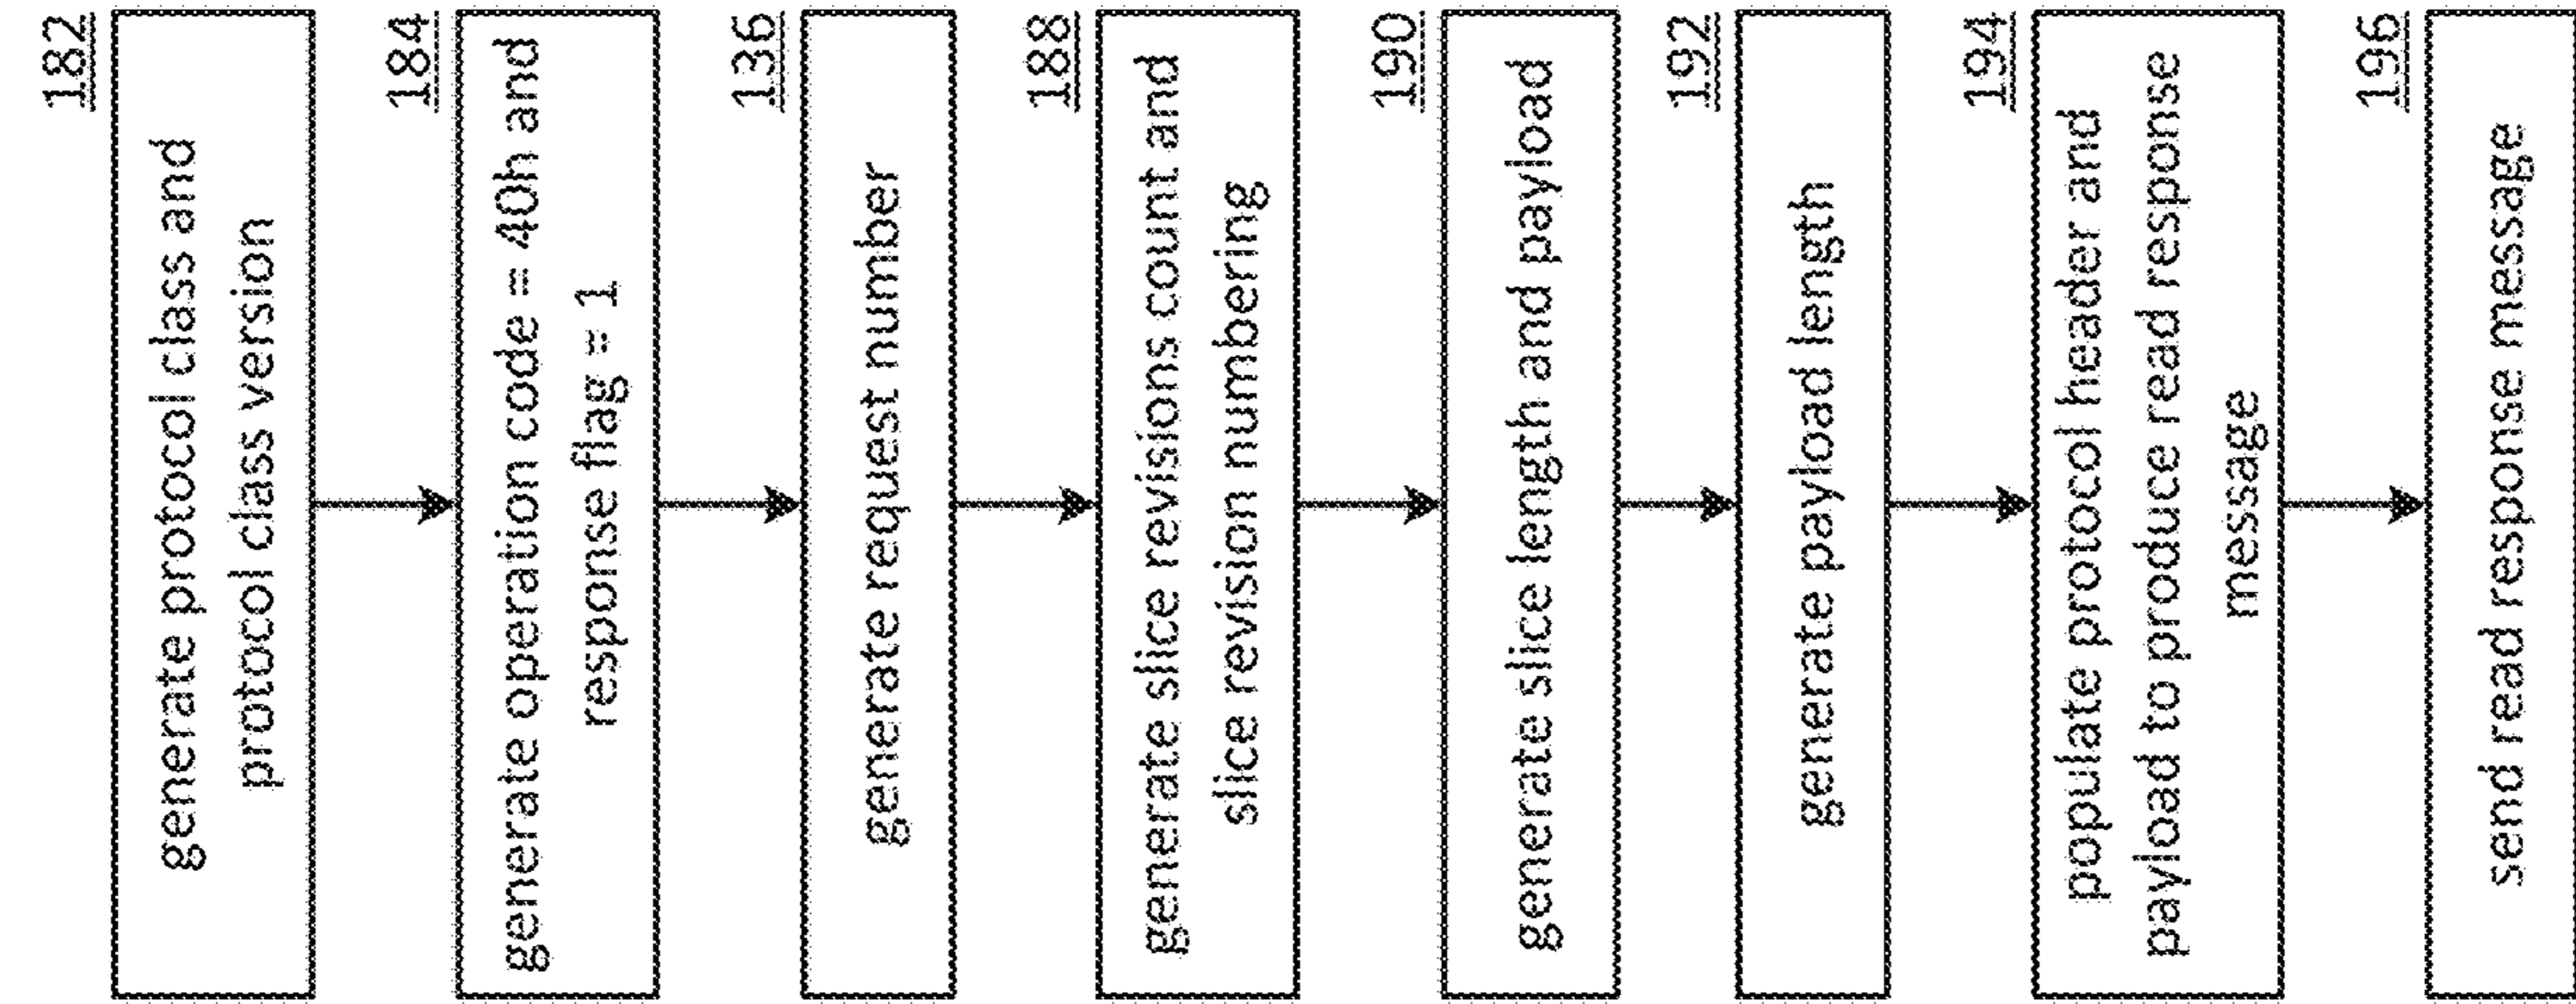 182
generate protocol class and
protocol class version
184
generate operation code = 40h and
response flag = 1
136
generate request number
188
generate slice revisions count and
slice revision numbering
190
generate slice length and payload
192
generate payload length
194
populate protocol header and
payload to produce read response
message
196
send read response message